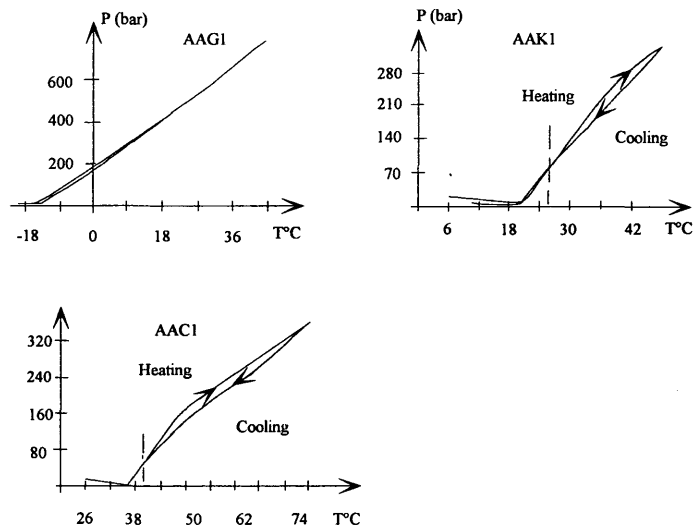 P (bar)
AAG1
600
400
200
-18 0 18 36 T°C
P (bar)
AAK1
280
210
140
70
Heating
Cooling
6 18 30 42 T°C
AAC1
320
240
160
80
Heating
Cooling
26 38 50 62 74 T°C